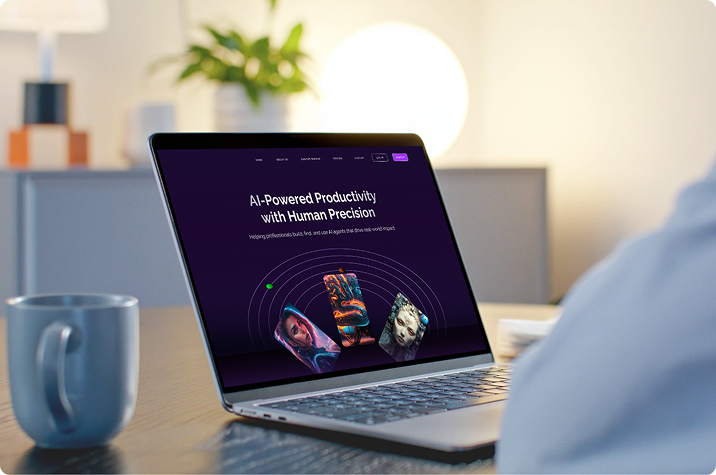 HOME ABOUT US PRICING CONTACT LOG IN SIGN UP
AI-Powered Productivity
with Human Precision
Helping professionals build, find, and use AI agents that drive real-world impact